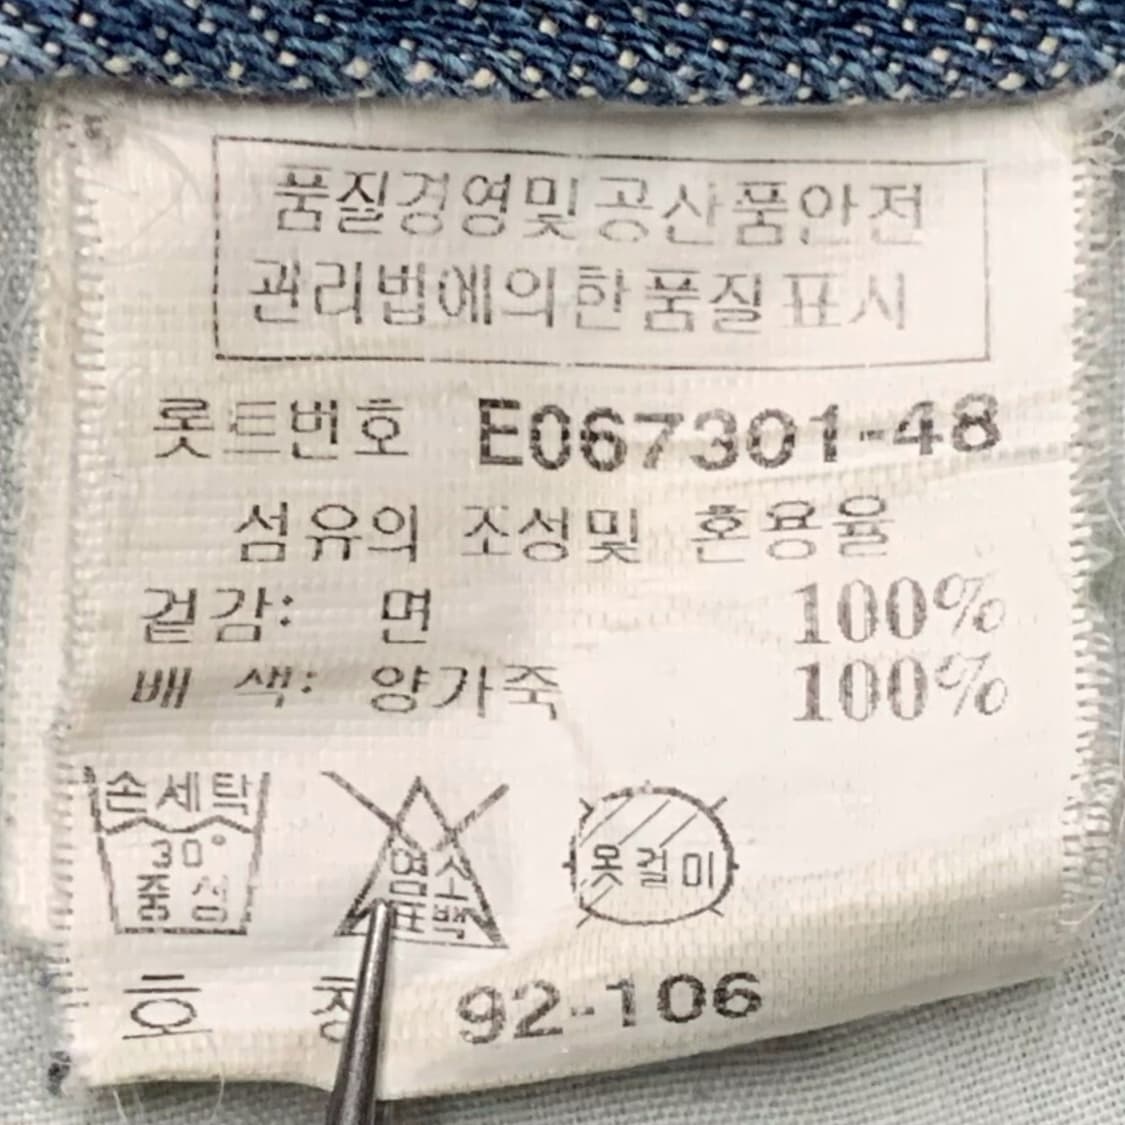 품질경영및공산품안전
관리법에의한품질표시
롯트번호 E067301-48
섬유의 조성및 혼용율
겉감: 면 100%
배 색: 양가죽 100%
손세탁
30°
중성
염소
표백
옷걸이
호 칭 92-106